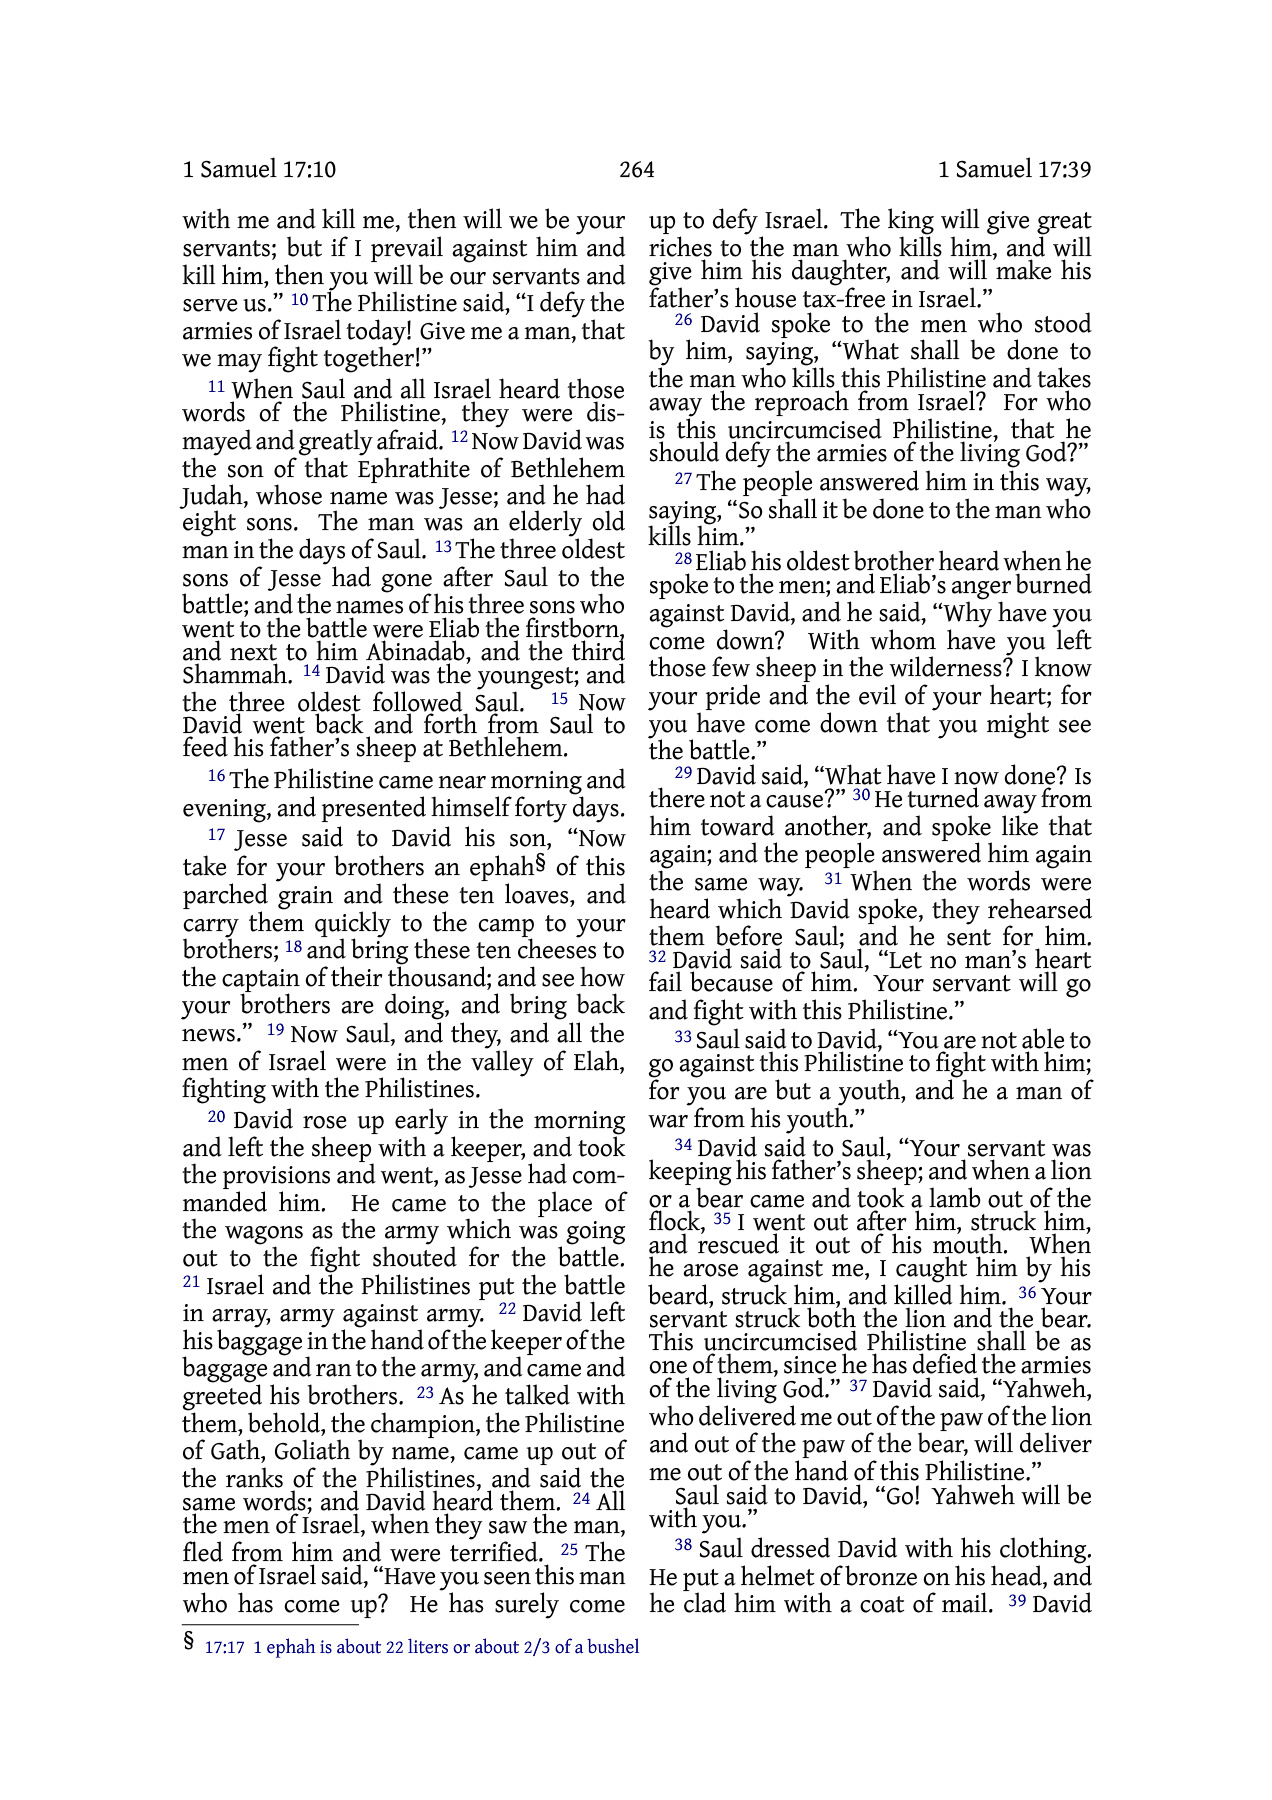 1 Samuel 17:10 264 1 Samuel 17:39
with me and kill me, then will we be your
servants; but if I prevail against him and
kill him, then you will be our servants and
serve us.” 10 The Philistine said, “I defy the
armies of Israel today! Give me a man, that
we may fight together!”
11 When Saul and all Israel heard those
words of the Philistine, they were dis-
mayed and greatly afraid. 12 Now David was
the son of that Ephrathite of Bethlehem
Judah, whose name was Jesse; and he had
eight sons. The man was an elderly old
man in the days of Saul. 13 The three oldest
sons of Jesse had gone after Saul to the
battle; and the names of his three sons who
went to the battle were Eliab the firstborn,
and next to him Abinadab, and the third
Shammah. 14 David was the youngest; and
the three oldest followed Saul. 15 Now
David went back and forth from Saul to
feed his father’s sheep at Bethlehem.
16 The Philistine came near morning and
evening, and presented himself forty days.
17 Jesse said to David his son, “Now
take for your brothers an ephah§ of this
parched grain and these ten loaves, and
carry them quickly to the camp to your
brothers; 18 and bring these ten cheeses to
the captain of their thousand; and see how
your brothers are doing, and bring back
news.” 19 Now Saul, and they, and all the
men of Israel were in the valley of Elah,
fighting with the Philistines.
20 David rose up early in the morning
and left the sheep with a keeper, and took
the provisions and went, as Jesse had com-
manded him. He came to the place of
the wagons as the army which was going
out to the fight shouted for the battle.
21 Israel and the Philistines put the battle
in array, army against army. 22 David left
his baggage in the hand of the keeper of the
baggage and ran to the army, and came and
greeted his brothers. 23 As he talked with
them, behold, the champion, the Philistine
of Gath, Goliath by name, came up out of
the ranks of the Philistines, and said the
same words; and David heard them. 24 All
the men of Israel, when they saw the man,
fled from him and were terrified. 25 The
men of Israel said, “Have you seen this man
who has come up? He has surely come
up to defy Israel. The king will give great
riches to the man who kills him, and will
give him his daughter, and will make his
father’s house tax-free in Israel.”
26 David spoke to the men who stood
by him, saying, “What shall be done to
the man who kills this Philistine and takes
away the reproach from Israel? For who
is this uncircumcised Philistine, that he
should defy the armies of the living God?”
27 The people answered him in this way,
saying, “So shall it be done to the man who
kills him.”
28 Eliab his oldest brother heard when he
spoke to the men; and Eliab’s anger burned
against David, and he said, “Why have you
come down? With whom have you left
those few sheep in the wilderness? I know
your pride and the evil of your heart; for
you have come down that you might see
the battle.”
29 David said, “What have I now done? Is
there not a cause?” 30 He turned away from
him toward another, and spoke like that
again; and the people answered him again
the same way. 31 When the words were
heard which David spoke, they rehearsed
them before Saul; and he sent for him.
32 David said to Saul, “Let no man’s heart
fail because of him. Your servant will go
and fight with this Philistine.”
33 Saul said to David, “You are not able to
go against this Philistine to fight with him;
for you are but a youth, and he a man of
war from his youth.”
34 David said to Saul, “Your servant was
keeping his father’s sheep; and when a lion
or a bear came and took a lamb out of the
flock, 35 I went out after him, struck him,
and rescued it out of his mouth. When
he arose against me, I caught him by his
beard, struck him, and killed him. 36 Your
servant struck both the lion and the bear.
This uncircumcised Philistine shall be as
one of them, since he has defied the armies
of the living God.” 37 David said, “Yahweh,
who delivered me out of the paw of the lion
and out of the paw of the bear, will deliver
me out of the hand of this Philistine.”
Saul said to David, “Go! Yahweh will be
with you.”
38 Saul dressed David with his clothing.
He put a helmet of bronze on his head, and
he clad him with a coat of mail. 39 David
§ 17:17 1 ephah is about 22 liters or about 2/3 of a bushel